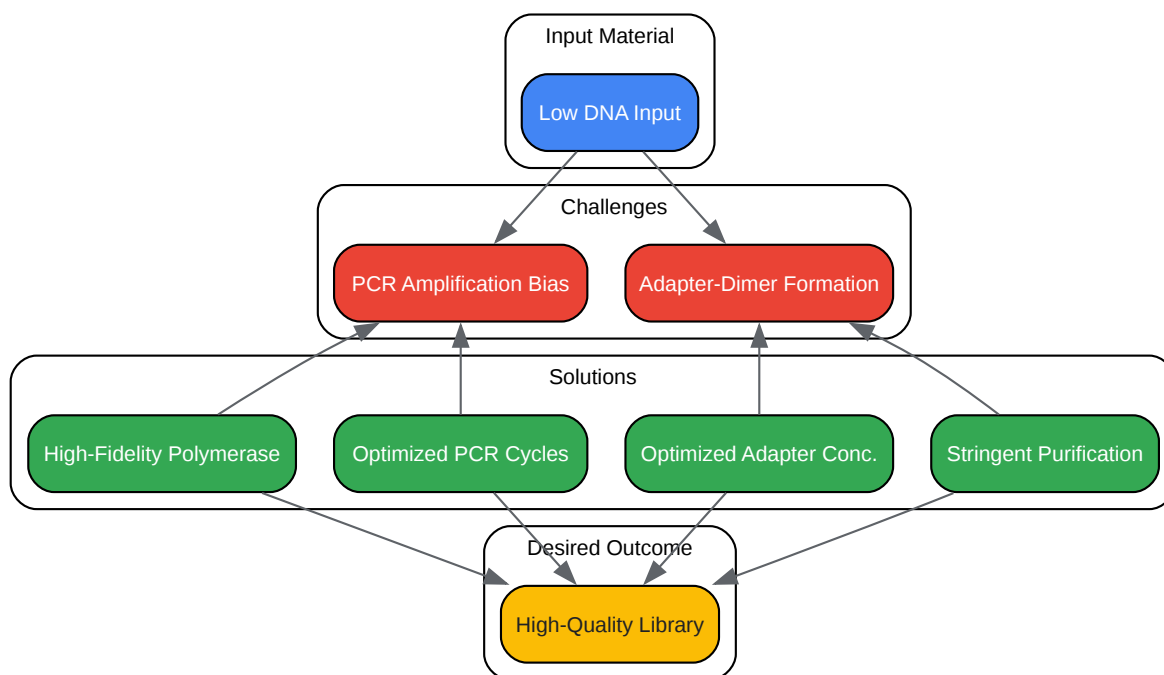 Input Material
Low DNA Input
Challenges
PCR Amplification Bias
Adapter-Dimer Formation
Solutions
High-Fidelity Polymerase
Optimized PCR Cycles
Optimized Adapter Conc.
Stringent Purification
Desired Outcome
High-Quality Library